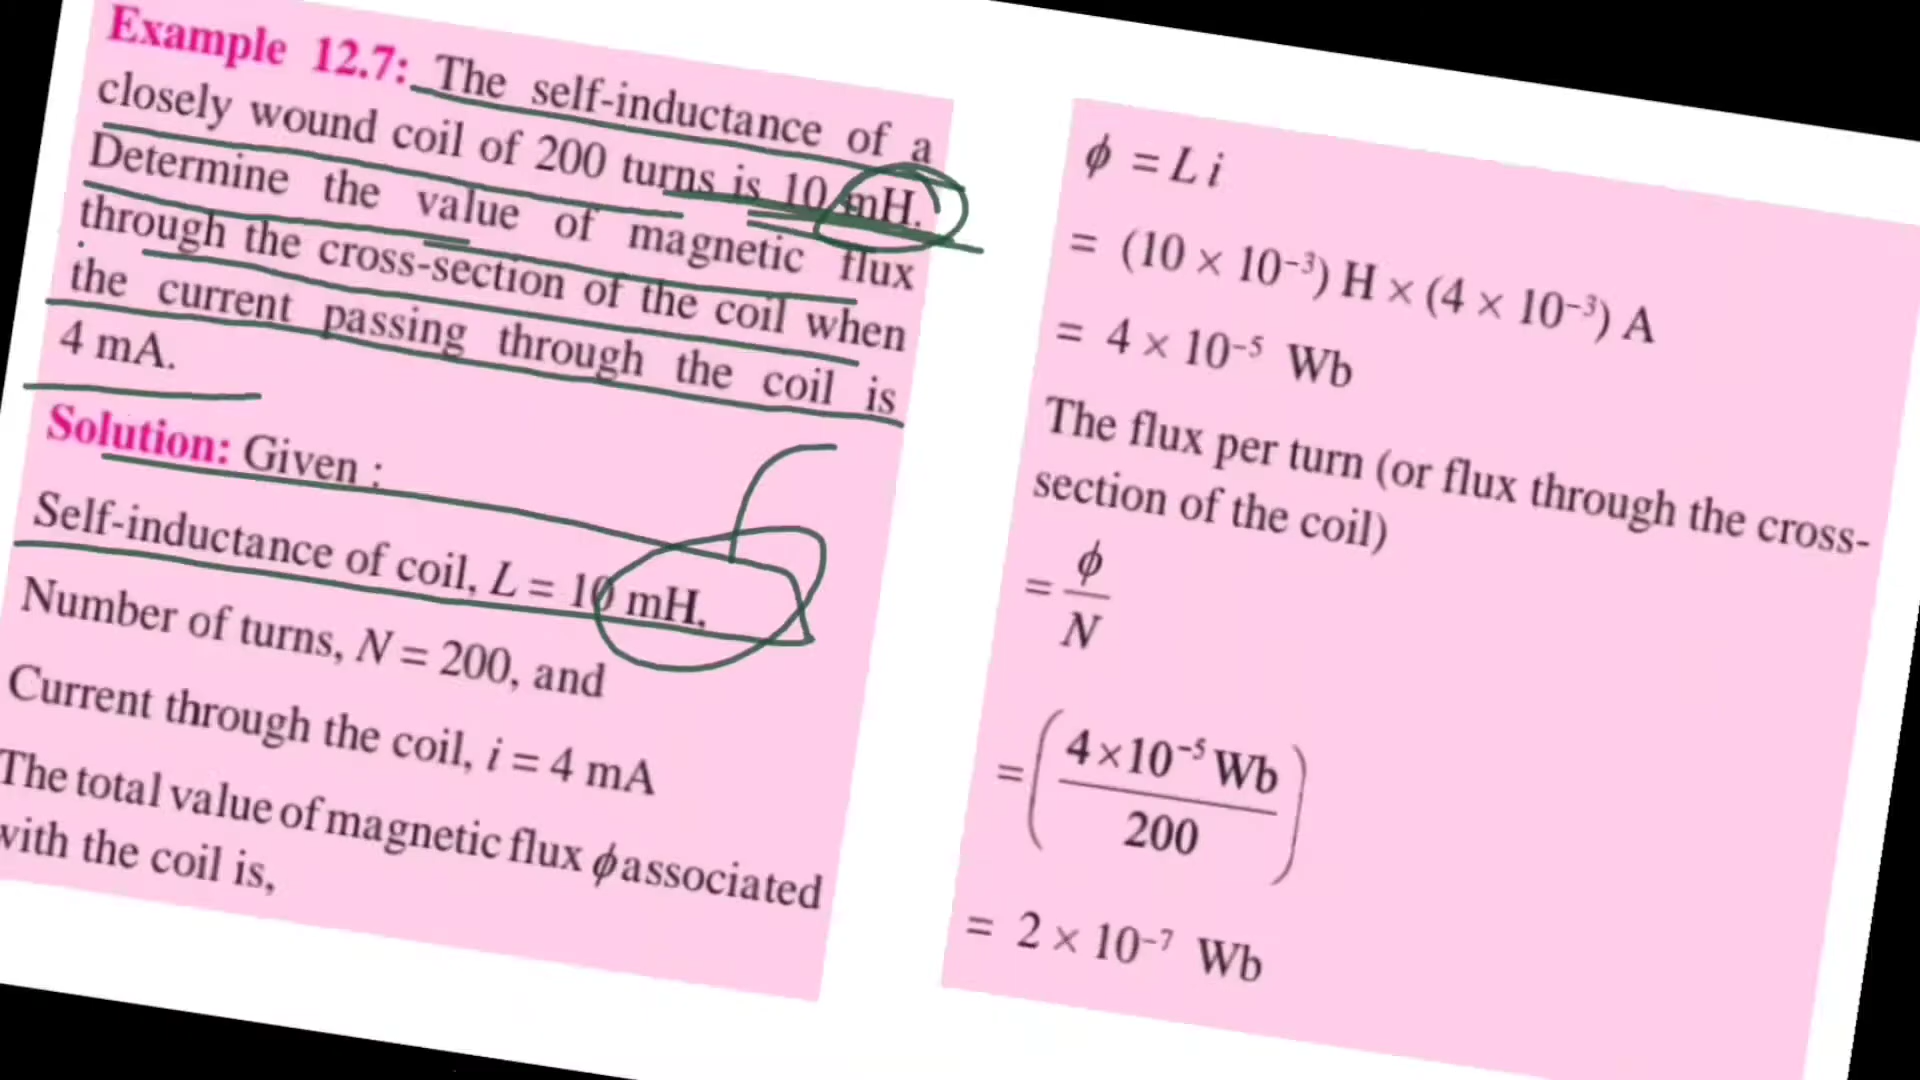 Example 12.7: The self-inductance of a
closely wound coil of 200 turns is 10 mH.
Determine the value of magnetic flux
through the cross-section of the coil when
the current passing through the coil is
4 mA.
Solution: Given :
Self-inductance of coil, L = 10 mH,
Number of turns, N = 200, and
Current through the coil, i = 4 mA
The total value of magnetic flux ϕ associated
with the coil is,
ϕ = L i
= (10 × 10⁻³) H × (4 × 10⁻³) A
= 4 × 10⁻⁵ Wb
The flux per turn (or flux through the cross-
section of the coil)
= ϕ/N
= (4×10⁻⁵ Wb / 200)
= 2 × 10⁻⁷ Wb